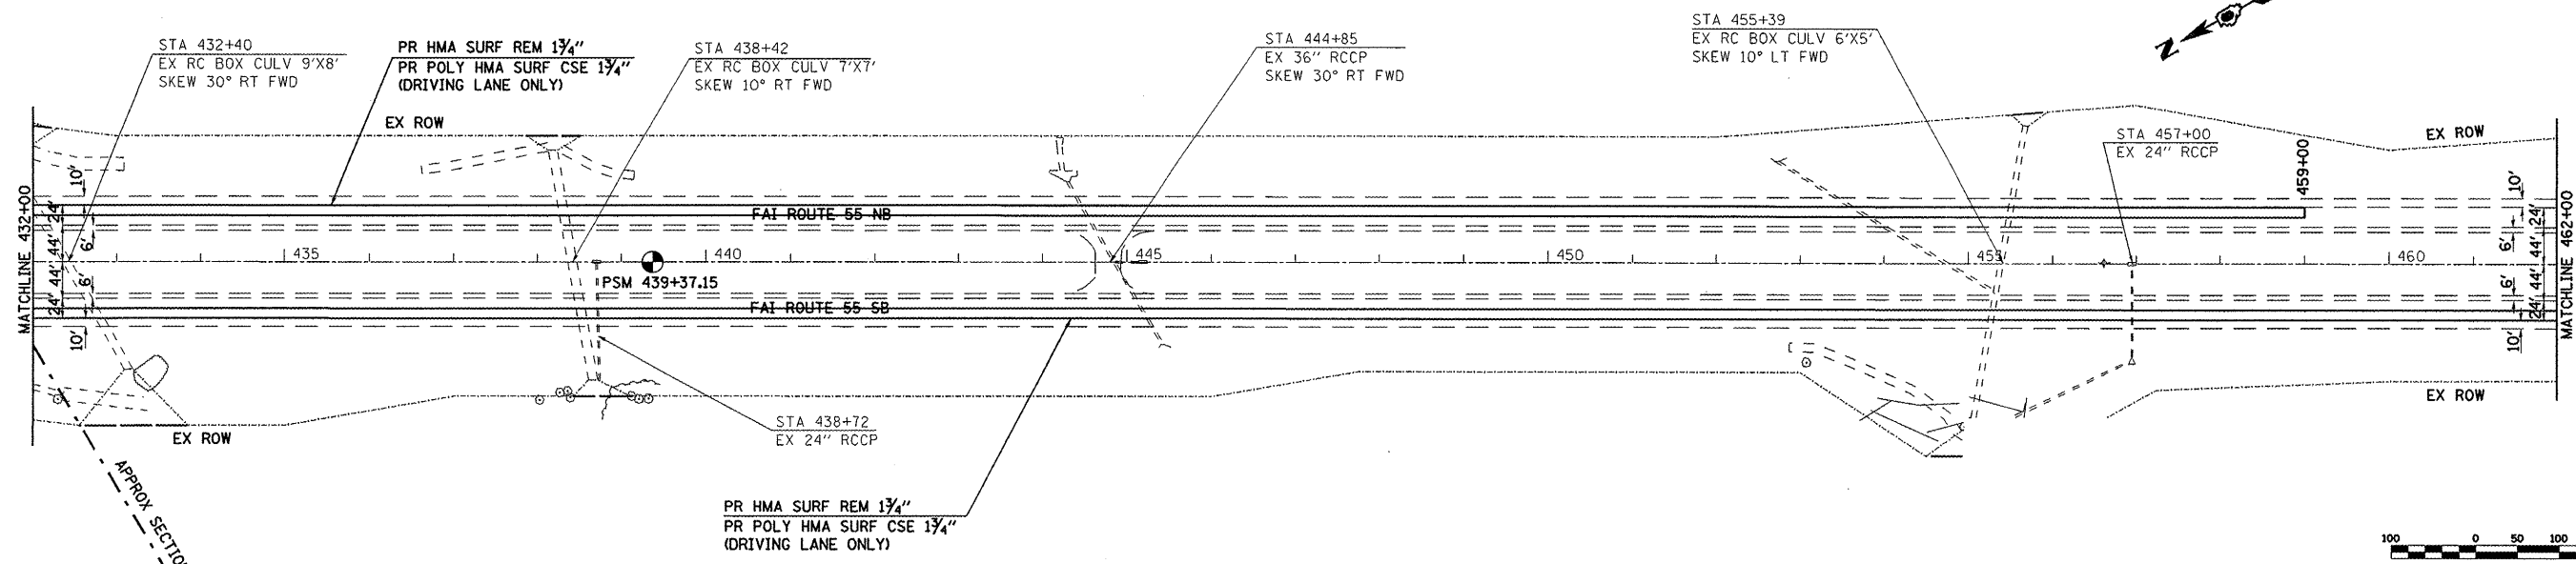 STA 432+40
EX RC BOX CULV 9'X8'
SKEW 30° RT FWD
PR HMA SURF REM 1¾"
PR POLY HMA SURF CSE 1¾"
(DRIVING LANE ONLY)
STA 438+42
EX RC BOX CULV 7'X7'
SKEW 10° RT FWD
STA 444+85
EX 36" RCCP
SKEW 30° RT FWD
STA 455+39
EX RC BOX CULV 6'X5'
SKEW 10° LT FWD
N
EX ROW
STA 457+00
EX 24" RCCP
EX ROW
459+00
MATCHLINE 432+00
10'
24'
44'
6'
44'
6'
24'
10'
FAI ROUTE 55 NB
435
440
445
450
455
460
PSM 439+37.15
FAI ROUTE 55 SB
10'
24'
6'
44'
44'
6'
24'
10'
MATCHLINE 462+00
EX ROW
STA 438+72
EX 24" RCCP
EX ROW
APPROX SECTION
PR HMA SURF REM 1¾"
PR POLY HMA SURF CSE 1¾"
(DRIVING LANE ONLY)
100 0 50 100